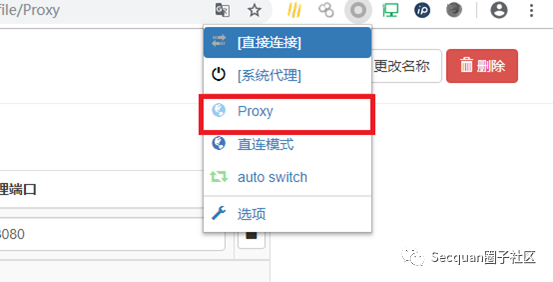 file/Proxy
[直接连接]
[系统代理]
更改名称
删除
Proxy
直连模式
理端口
auto switch
8080
选项
Secquan圈子社区